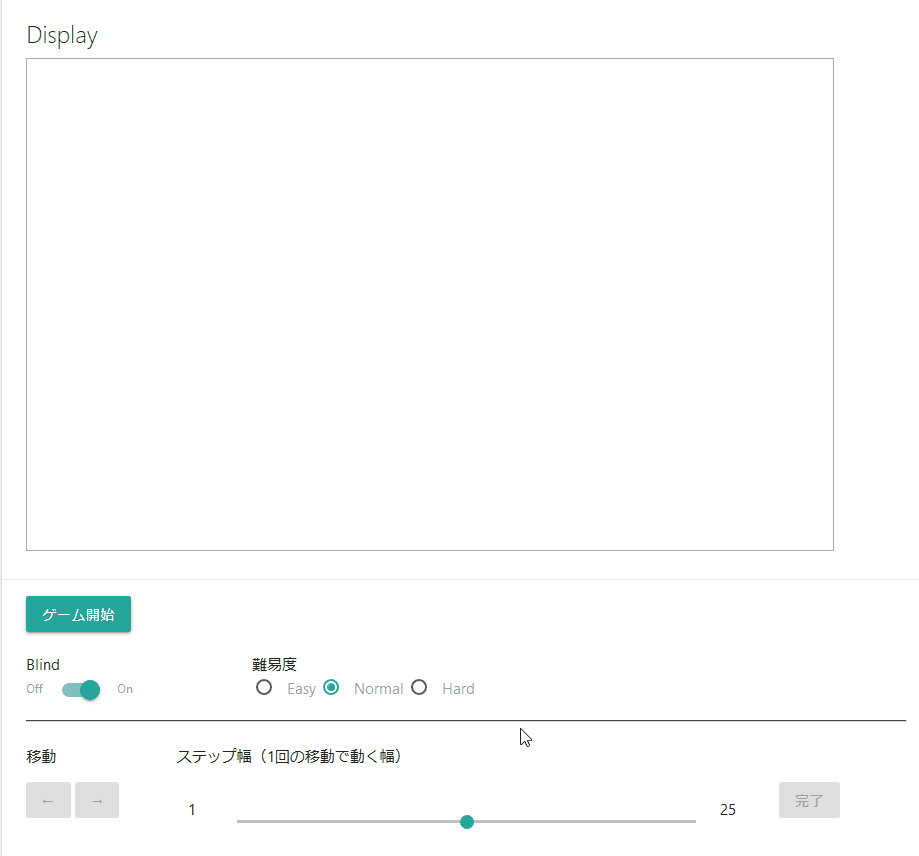 Display
ゲーム開始
Blind
難易度
Off
On
Easy
Normal
Hard
移動
ステップ幅（1回の移動で動く幅）
←
→
1
25
完了